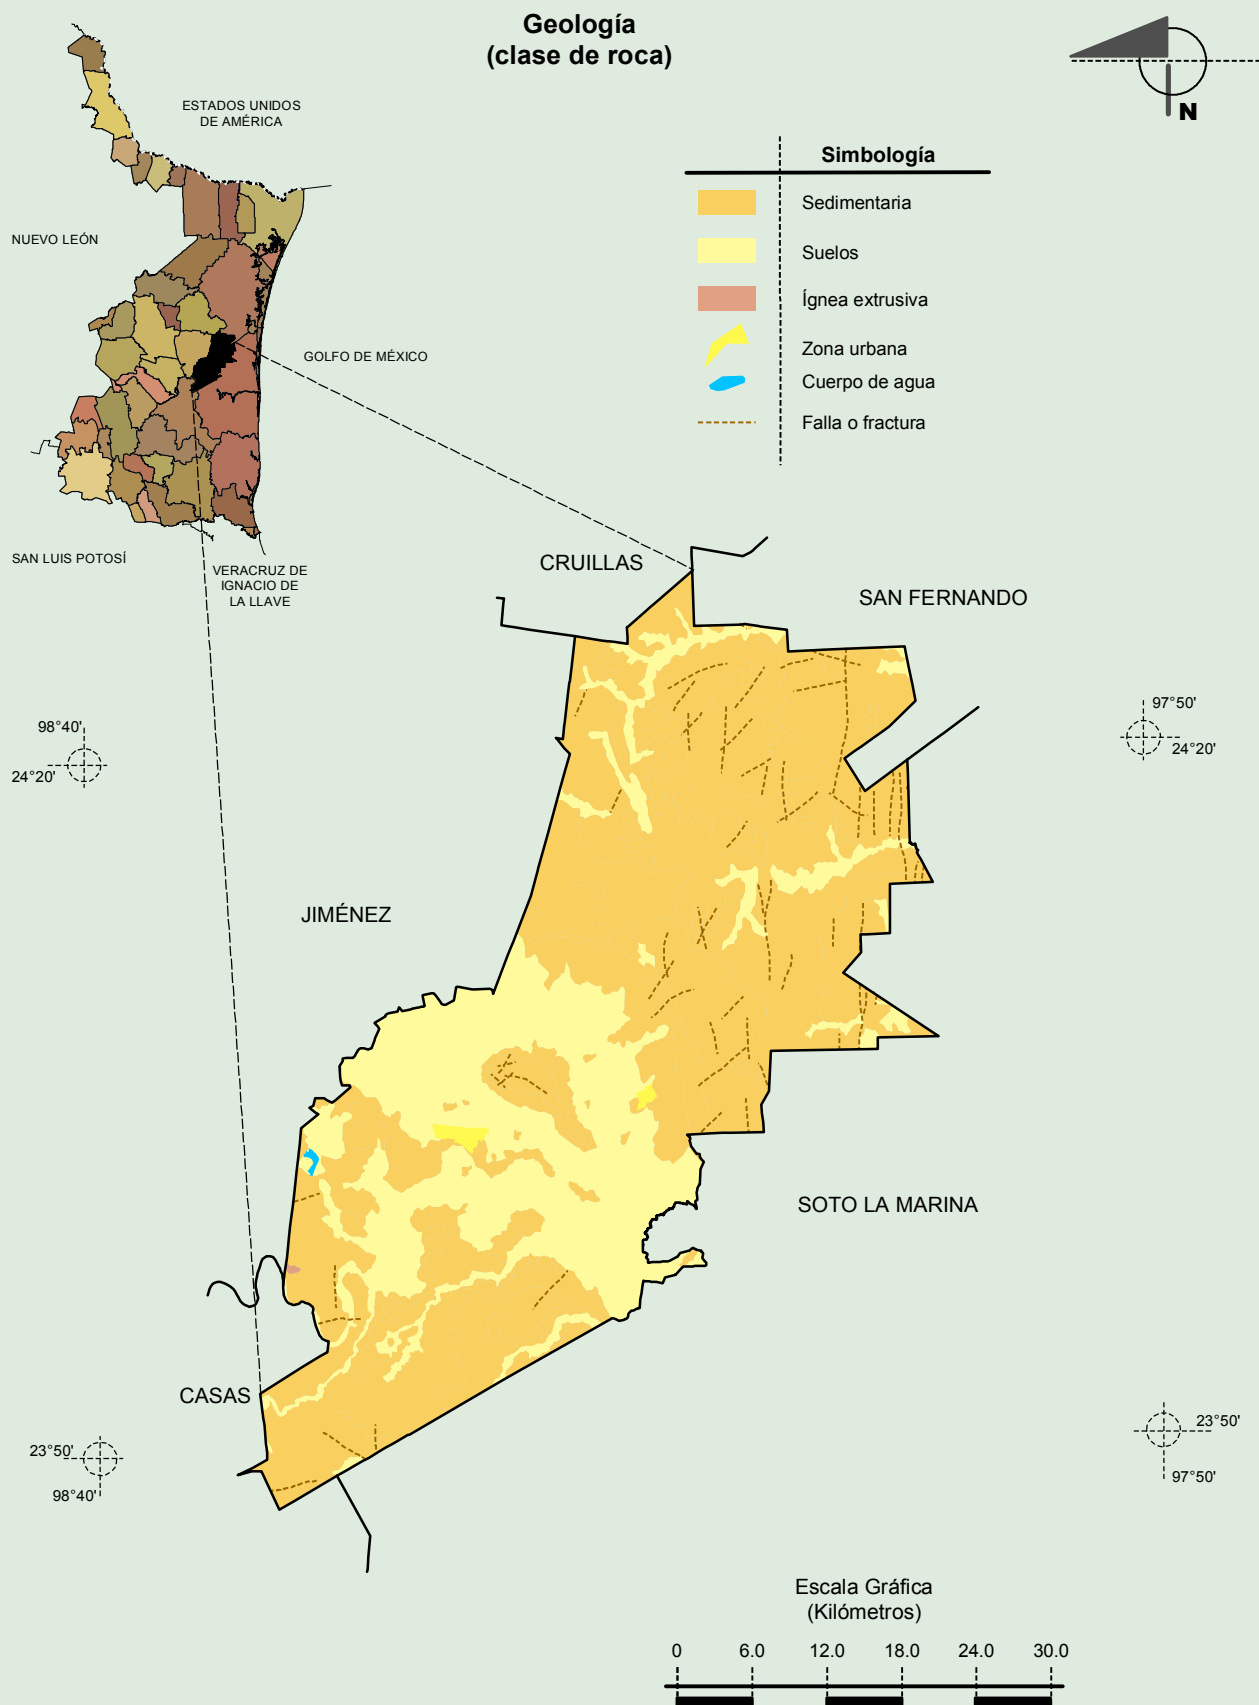 Geología
(clase de roca)
N
ESTADOS UNIDOS
DE AMÉRICA
NUEVO LEÓN
GOLFO DE MÉXICO
SAN LUIS POTOSÍ
VERACRUZ DE
IGNACIO DE
LA LLAVE
Simbología
Sedimentaria
Suelos
Ígnea extrusiva
Zona urbana
Cuerpo de agua
Falla o fractura
CRUILLAS
SAN FERNANDO
98°40'
24°20'
97°50'
24°20'
JIMÉNEZ
SOTO LA MARINA
CASAS
23°50'
98°40'
23°50'
97°50'
Escala Gráfica
(Kilómetros)
0 6.0 12.0 18.0 24.0 30.0